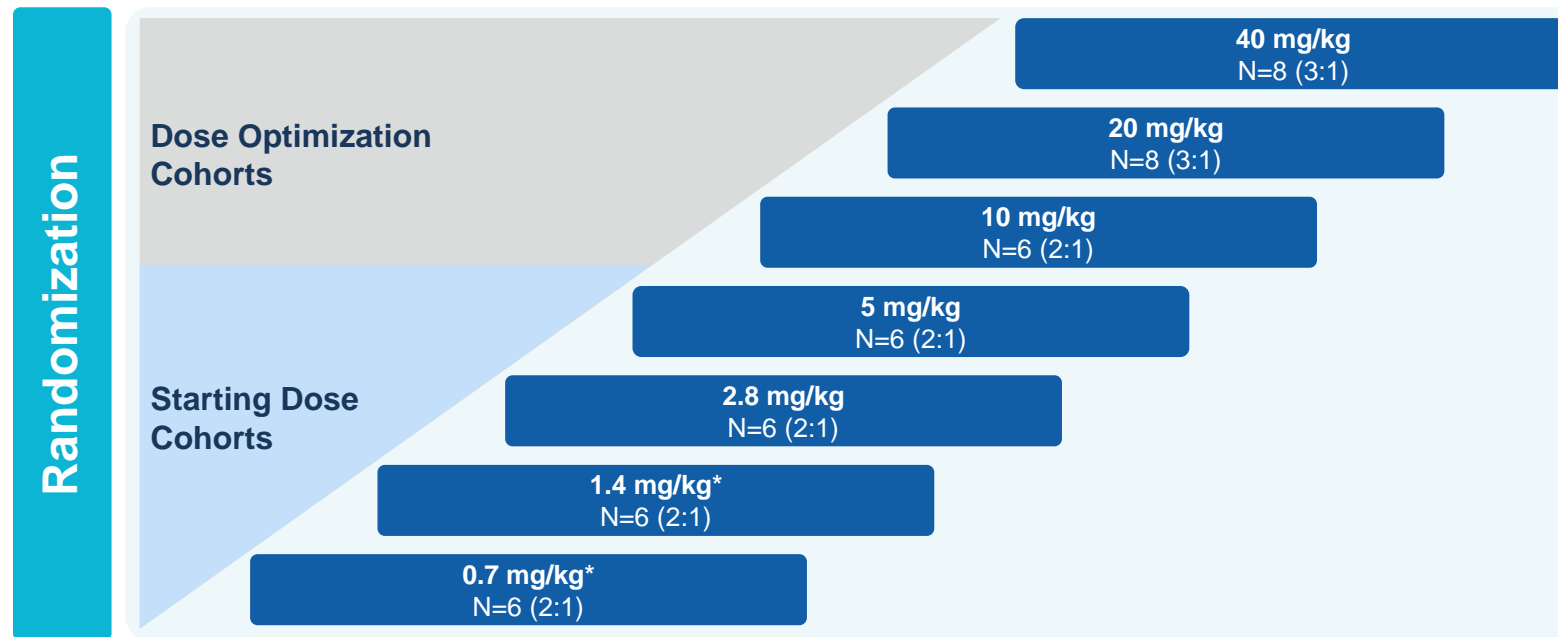 Randomization
Dose Optimization
Cohorts
Starting Dose
Cohorts
40 mg/kg
N=8 (3:1)
20 mg/kg
N=8 (3:1)
10 mg/kg
N=6 (2:1)
5 mg/kg
N=6 (2:1)
2.8 mg/kg
N=6 (2:1)
1.4 mg/kg*
N=6 (2:1)
0.7 mg/kg*
N=6 (2:1)